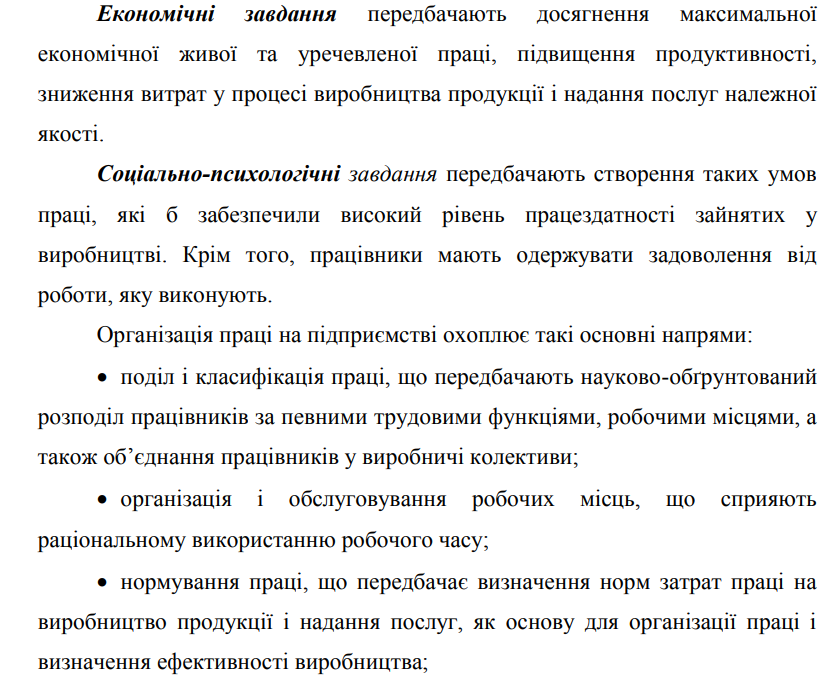 Економічні завдання передбачають досягнення максимальної
економічної живої та уречевленої праці, підвищення продуктивності,
зниження витрат у процесі виробництва продукції і надання послуг належної
якості.
Соціально-психологічні завдання передбачають створення таких умов
праці, які б забезпечили високий рівень працездатності зайнятих у
виробництві. Крім того, працівники мають одержувати задоволення від
роботи, яку виконують.
Організація праці на підприємстві охоплює такі основні напрями:
• поділ і класифікація праці, що передбачають науково-обґрунтований
розподіл працівників за певними трудовими функціями, робочими місцями, а
також об’єднання працівників у виробничі колективи;
• організація і обслуговування робочих місць, що сприяють
раціональному використанню робочого часу;
• нормування праці, що передбачає визначення норм затрат праці на
виробництво продукції і надання послуг, як основу для організації праці і
визначення ефективності виробництва;